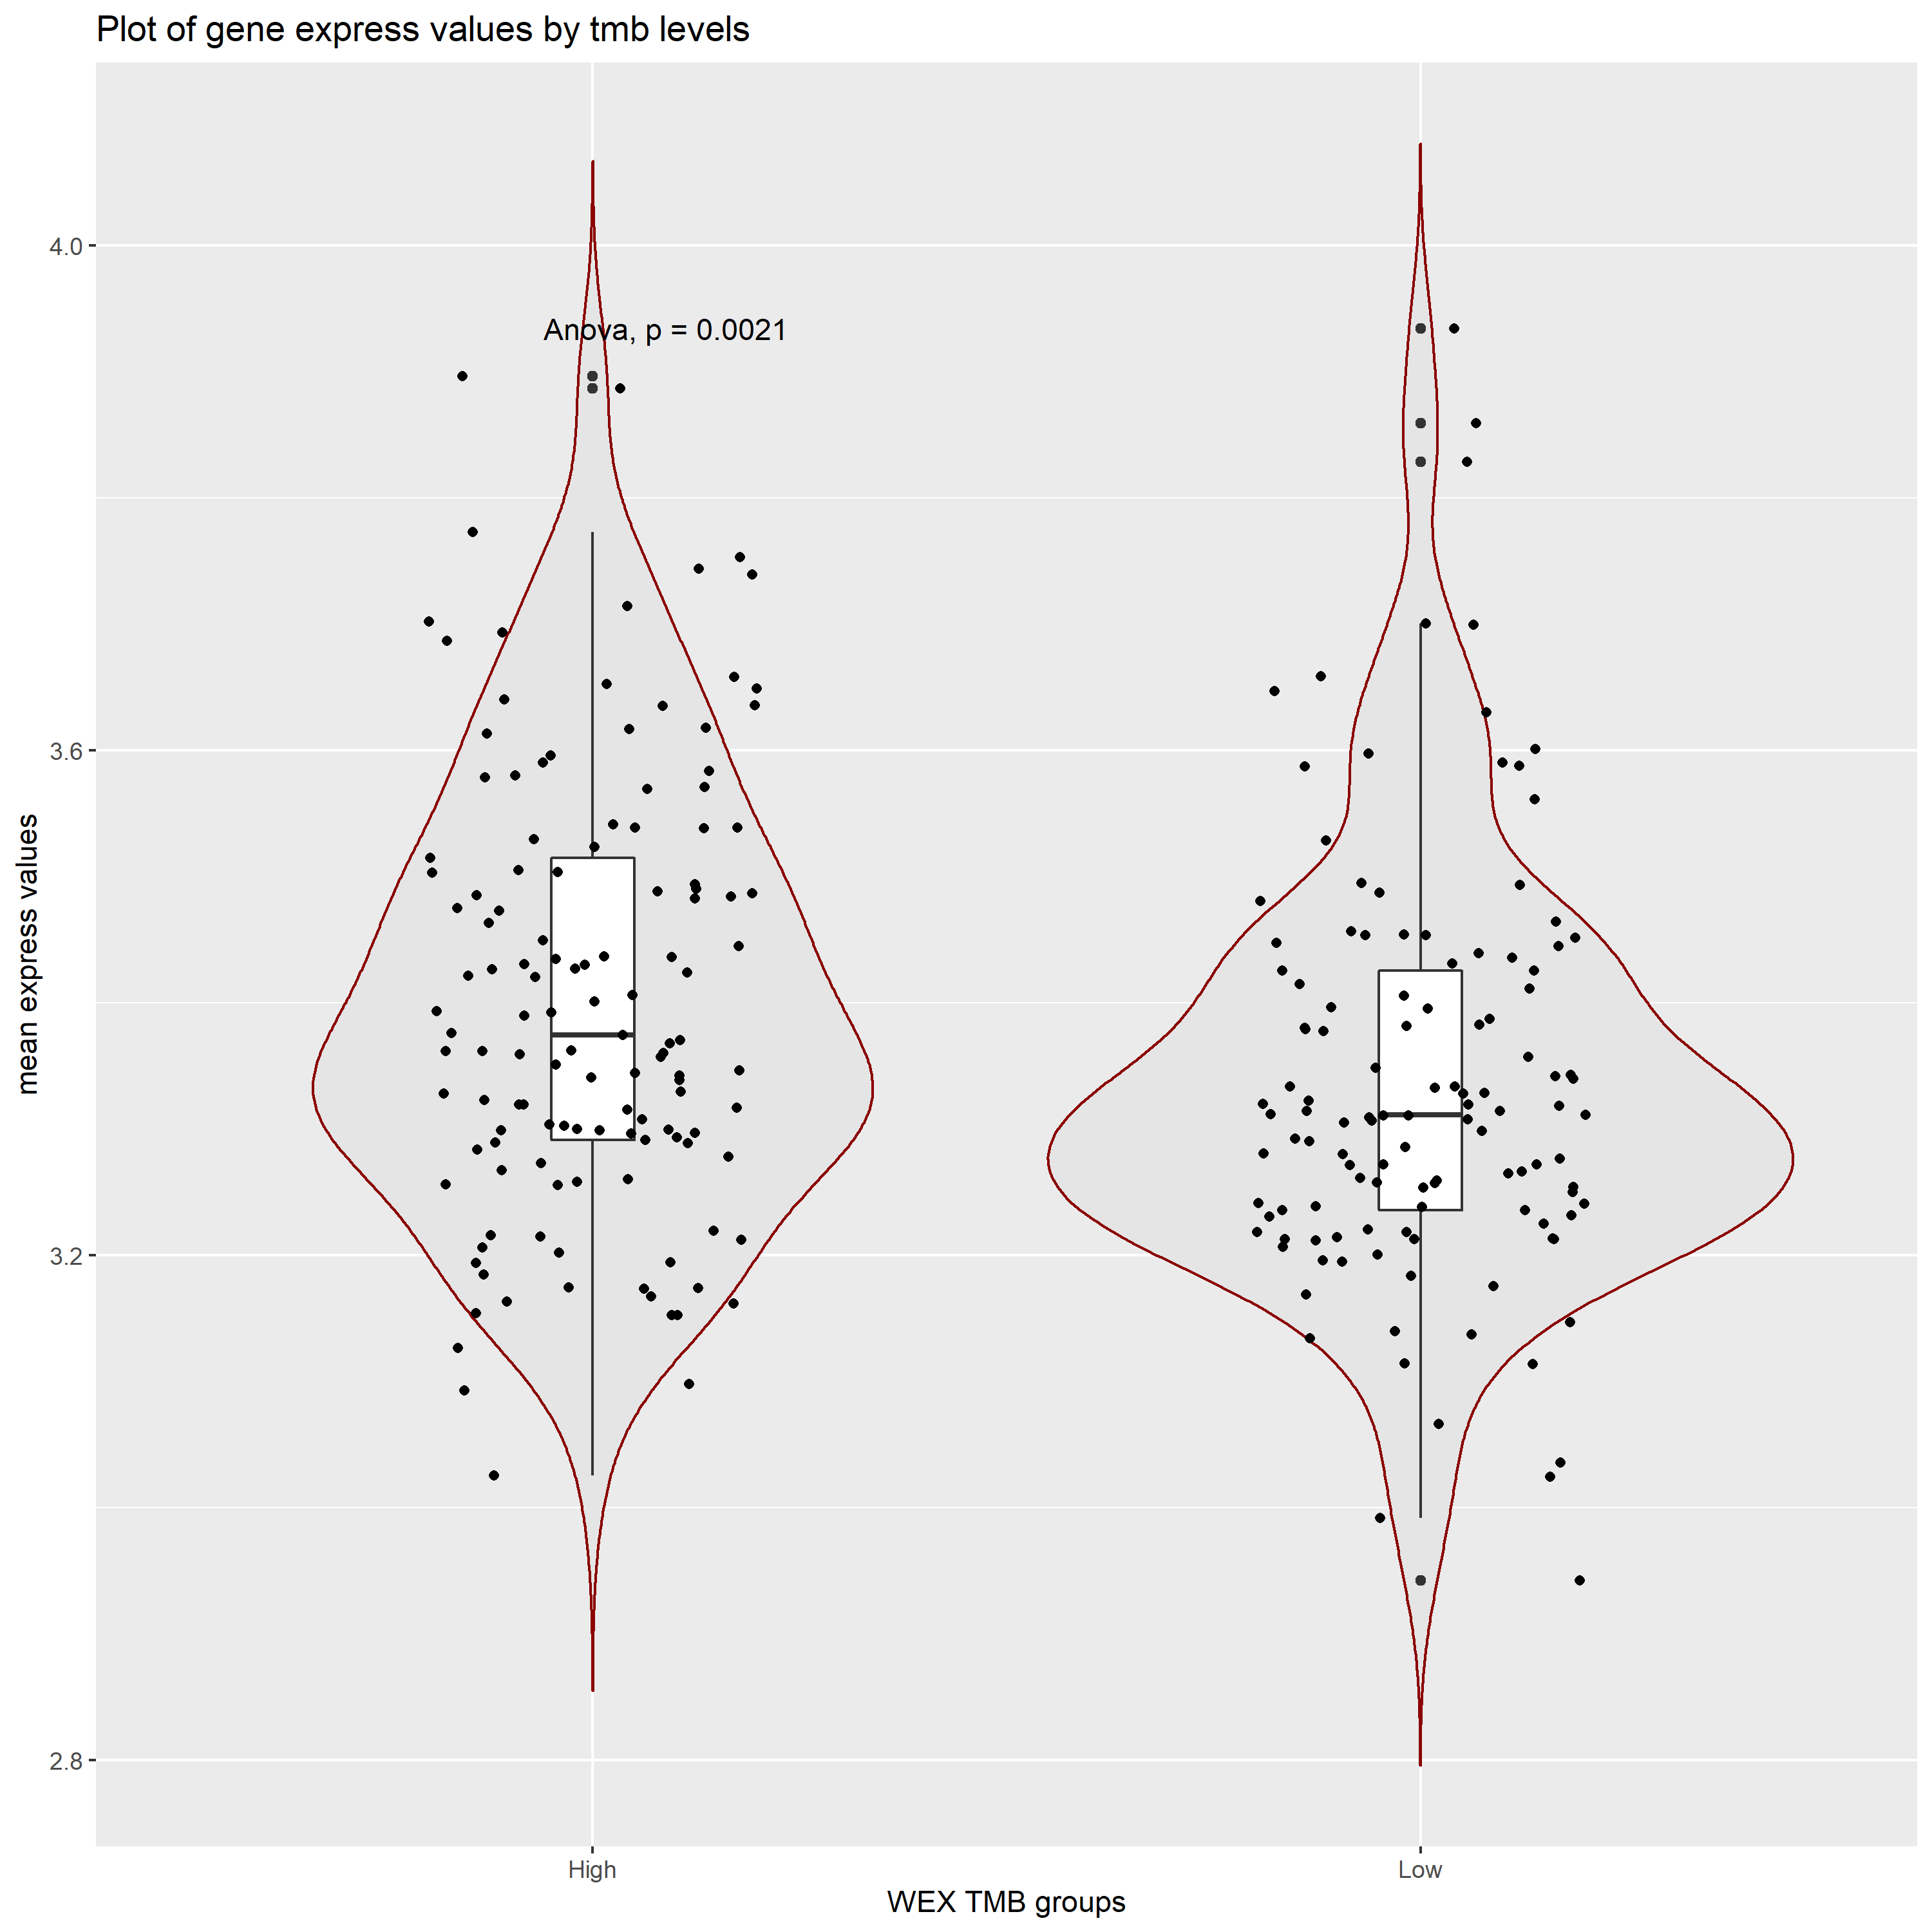 Plot of gene express values by tmb levels
4.0
Anova, p = 0.0021
3.6
mean express values
3.2
2.8
High
Low
WEX TMB groups